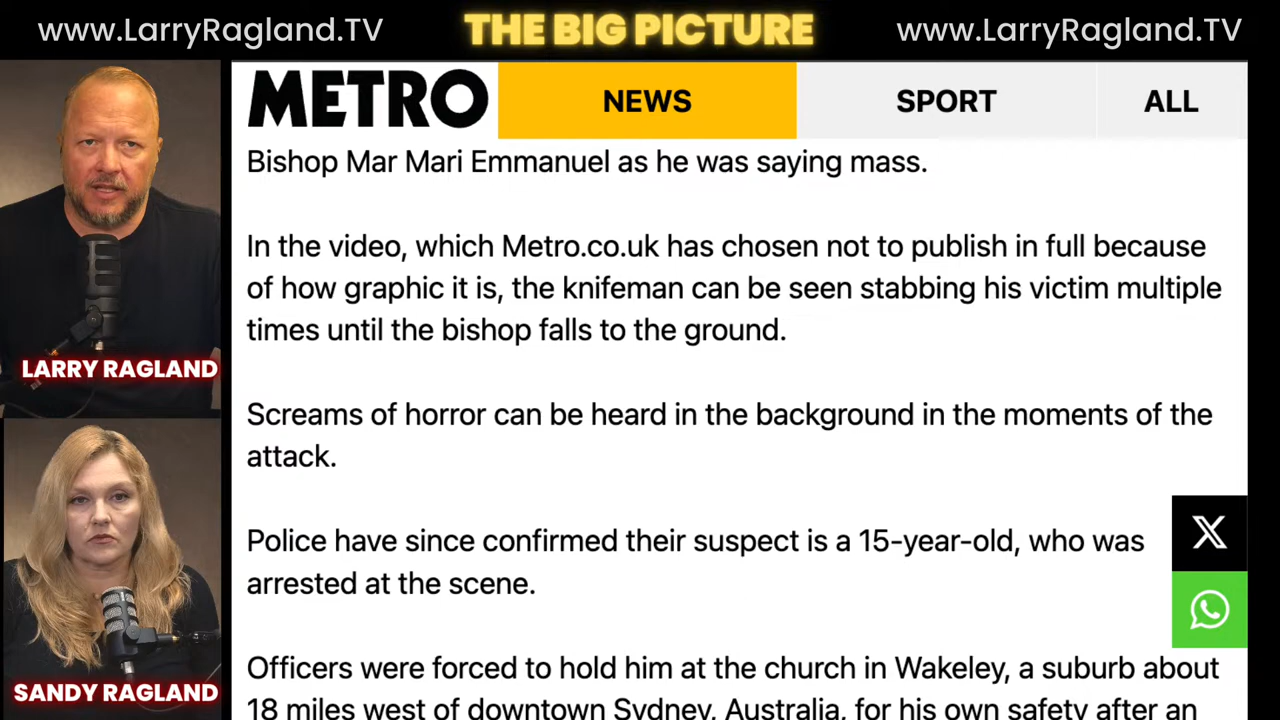 www.LarryRagland.TV
THE BIG PICTURE
www.LarryRagland.TV
METRO
NEWS
SPORT
ALL
Bishop Mar Mari Emmanuel as he was saying mass.
In the video, which Metro.co.uk has chosen not to publish in full because
of how graphic it is, the knifeman can be seen stabbing his victim multiple
times until the bishop falls to the ground.
Screams of horror can be heard in the background in the moments of the
attack.
Police have since confirmed their suspect is a 15-year-old, who was
arrested at the scene.
Officers were forced to hold him at the church in Wakeley, a suburb about
18 miles west of downtown Sydney, Australia, for his own safety after an
LARRY RAGLAND
SANDY RAGLAND